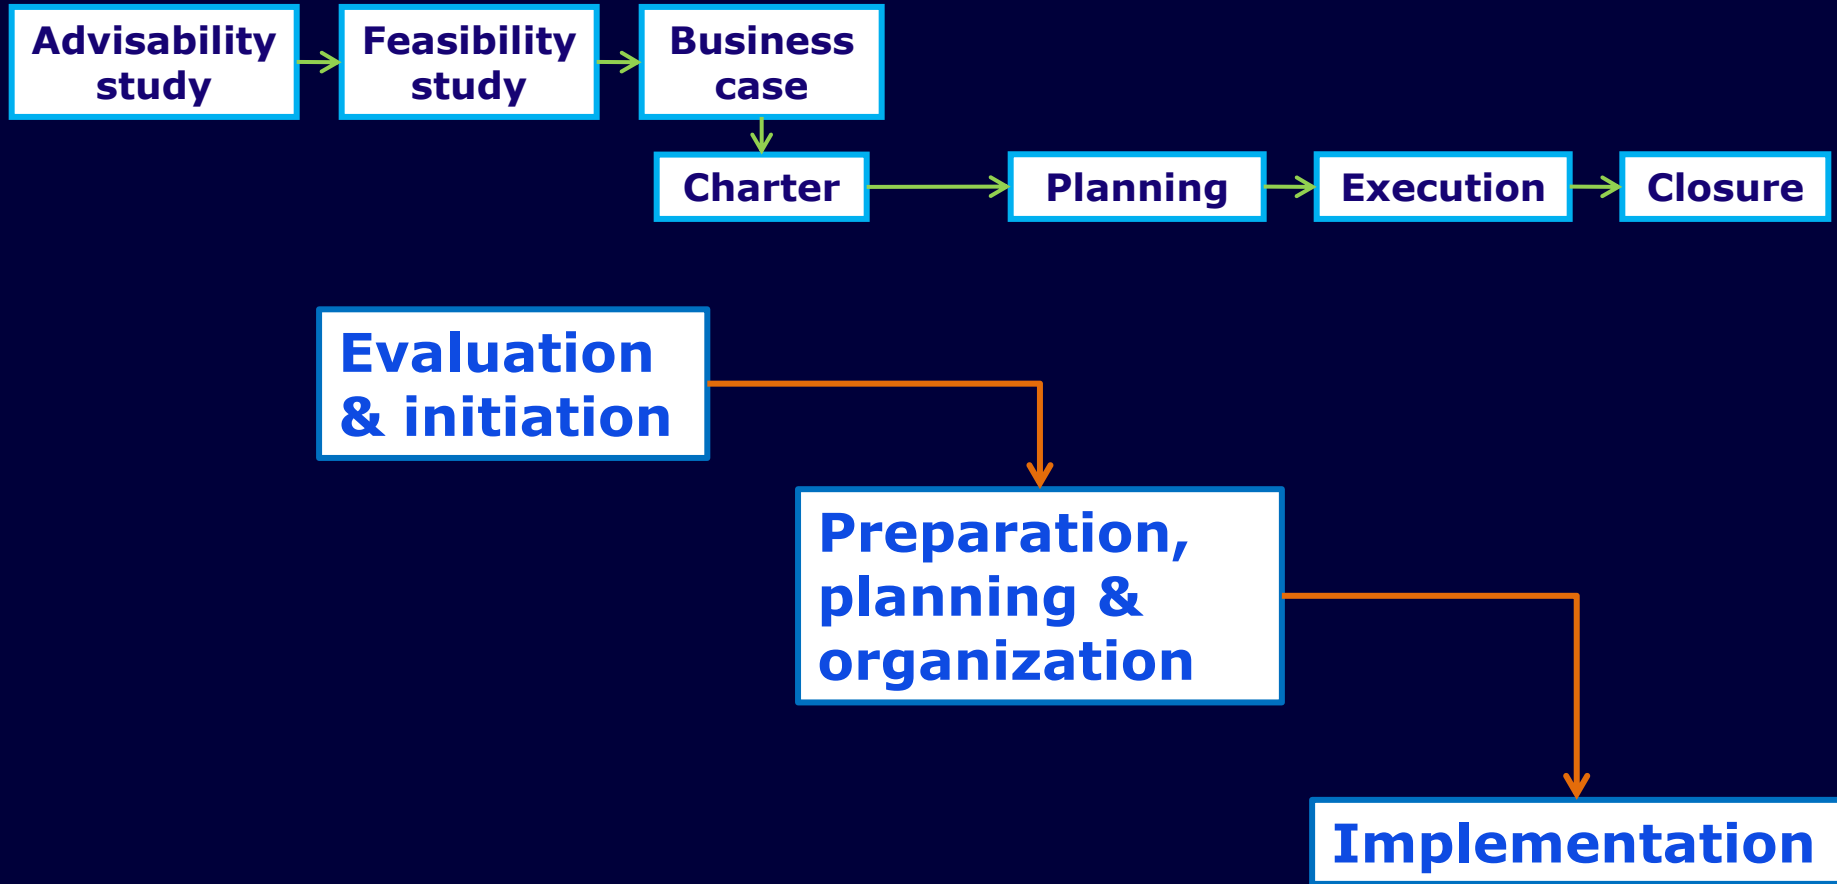 Advisability
study
Feasibility
study
Business
case
Charter
Planning
Execution
Closure
Evaluation
& initiation
Preparation,
planning &
organization
Implementation